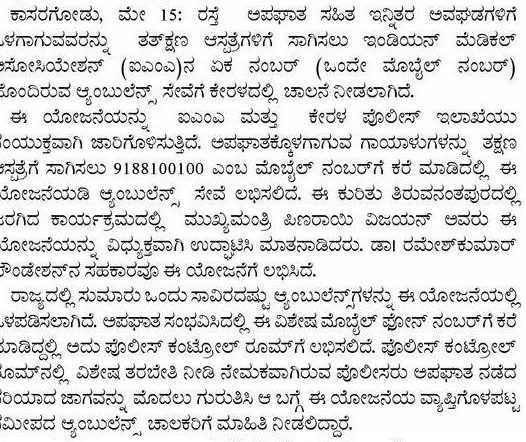 ಕಾಸರಗೋಡು, ಮೇ 15: ರಸ್ತೆ ಅಪಘಾತ ಸಹಿತ ಇನ್ನಿತರ ಅವಘಡಗಳಿಗೆ
ಒಳಗಾಗುವವರನ್ನು ತತ್‌ಕ್ಷಣ ಆಸ್ಪತ್ರೆಗಳಿಗೆ ಸಾಗಿಸಲು ಇಂಡಿಯನ್ ಮೆಡಿಕಲ್
ಅಸೋಸಿಯೇಶನ್ (ಐಎಂಎ)ನ ಏಕ ನಂಬರ್ (ಒಂದೇ ಮೊಬೈಲ್ ನಂಬರ್)
ಹೊಂದಿರುವ ಆ್ಯಂಬುಲೆನ್ಸ್ ಸೇವೆಗೆ ಕೇರಳದಲ್ಲಿ ಚಾಲನೆ ನೀಡಲಾಗಿದೆ.
ಈ ಯೋಜನೆಯನ್ನು ಐಎಂಎ ಮತ್ತು ಕೇರಳ ಪೊಲೀಸ್ ಇಲಾಖೆಯು
ಸಂಯುಕ್ತವಾಗಿ ಜಾರಿಗೊಳಿಸುತ್ತಿದೆ. ಅಪಘಾತಕ್ಕೊಳಗಾಗುವ ಗಾಯಾಳುಗಳನ್ನು ತಕ್ಷಣ
ಆಸ್ಪತ್ರೆಗೆ ಸಾಗಿಸಲು 9188100100 ಎಂಬ ಮೊಬೈಲ್ ನಂಬರ್‌ಗೆ ಕರೆ ಮಾಡಿದಲ್ಲಿ ಈ
ಯೋಜನೆಯಡಿ ಆ್ಯಂಬುಲೆನ್ಸ್ ಸೇವೆ ಲಭಿಸಲಿದೆ. ಈ ಕುರಿತು ತಿರುವನಂತಪುರದಲ್ಲಿ
ಜರಗಿದ ಕಾರ್ಯಕ್ರಮದಲ್ಲಿ ಮುಖ್ಯಮಂತ್ರಿ ಪಿಣರಾಯಿ ವಿಜಯನ್ ಅವರು ಈ
ಯೋಜನೆಯನ್ನು ವಿಧ್ಯುಕ್ತವಾಗಿ ಉದ್ಘಾಟಿಸಿ ಮಾತನಾಡಿದರು. ಡಾ। ರಮೇಶ್‌ಕುಮಾರ್
ಫೌಂಡೇಶನ್‌ನ ಸಹಕಾರವೂ ಈ ಯೋಜನೆಗೆ ಲಭಿಸಿದೆ.
ರಾಜ್ಯದಲ್ಲಿ ಸುಮಾರು ಒಂದು ಸಾವಿರದಷ್ಟು ಆ್ಯಂಬುಲೆನ್ಸ್‌ಗಳನ್ನು ಈ ಯೋಜನೆಯಲ್ಲಿ
ಒಳಪಡಿಸಲಾಗಿದೆ. ಅಪಘಾತ ಸಂಭವಿಸಿದಲ್ಲಿ ಈ ವಿಶೇಷ ಮೊಬೈಲ್ ಫೋನ್ ನಂಬರ್‌ಗೆ ಕರೆ
ಮಾಡಿದ್ದಲ್ಲಿ ಅದು ಪೊಲೀಸ್ ಕಂಟ್ರೋಲ್ ರೂಮ್‌ಗೆ ಲಭಿಸಲಿದೆ. ಪೊಲೀಸ್ ಕಂಟ್ರೋಲ್
ರೂಮ್‌ನಲ್ಲಿ ವಿಶೇಷ ತರಬೇತಿ ನೀಡಿ ನೇಮಕವಾಗಿರುವ ಪೊಲೀಸರು ಅಪಘಾತ ನಡೆದ
ಸರಿಯಾದ ಜಾಗವನ್ನು ಮೊದಲು ಗುರುತಿಸಿ ಆ ಬಗ್ಗೆ ಈ ಯೋಜನೆಯ ವ್ಯಾಪ್ತಿಗೊಳಪಟ್ಟ
ಸಮೀಪದ ಆ್ಯಂಬುಲೆನ್ಸ್ ಚಾಲಕರಿಗೆ ಮಾಹಿತಿ ನೀಡಲಿದ್ದಾರೆ.